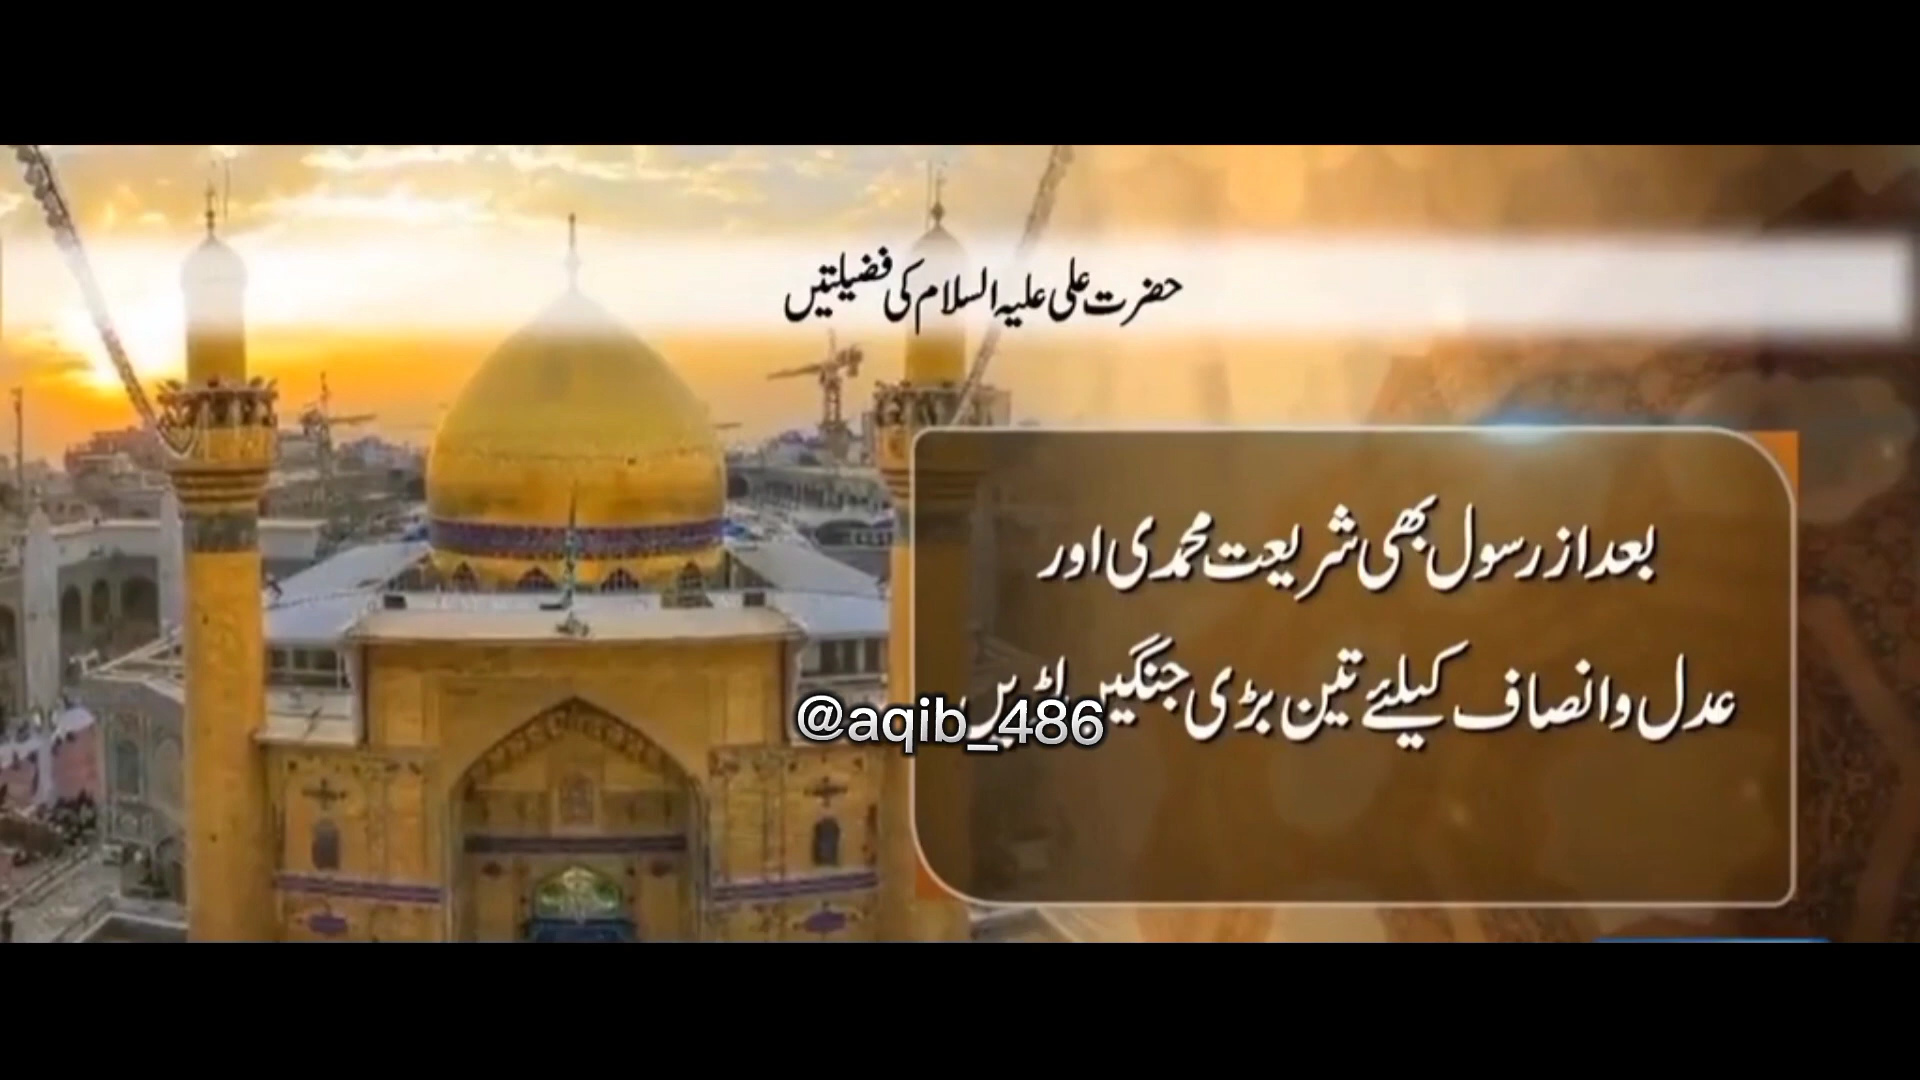 حضرت علی علیہ السلام کی فضیلتیں
بعد از رسول بھی شریعت محمدی اور
عدل و انصاف کیلئے تین بڑی جنگیں لڑیں
@aqib_486